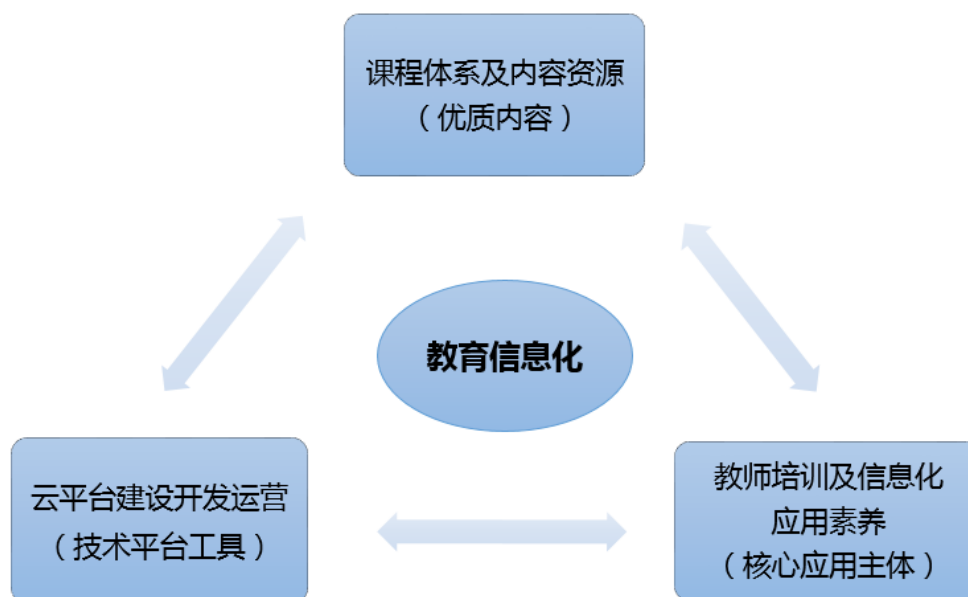 课程体系及内容资源
（优质内容）
教育信息化
云平台建设开发运营
（技术平台工具）
教师培训及信息化
应用素养
（核心应用主体）